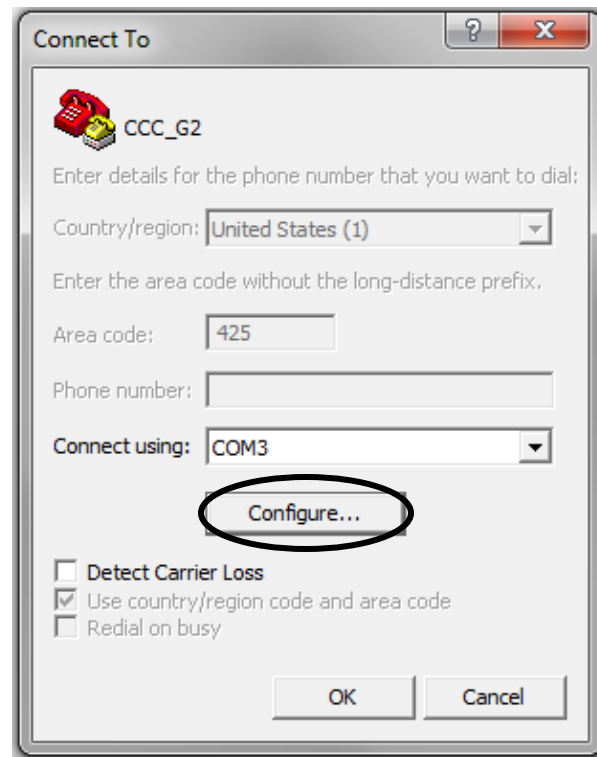 Connect To
CCC_G2
Enter details for the phone number that you want to dial:
Country/region: United States (1)
Enter the area code without the long-distance prefix.
Area code: 425
Phone number:
Connect using: COM3
Configure...
Detect Carrier Loss
Use country/region code and area code
Redial on busy
OK Cancel